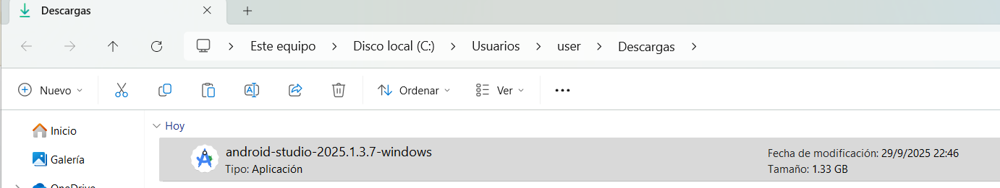 Descargas
Este equipo > Disco local (C:) > Usuarios > user > Descargas >
Nuevo Ordenar Ver
Inicio
Galería
OneDrive
Hoy
android-studio-2025.1.3.7-windows
Tipo: Aplicación
Fecha de modificación: 29/9/2025 22:46
Tamaño: 1.33 GB